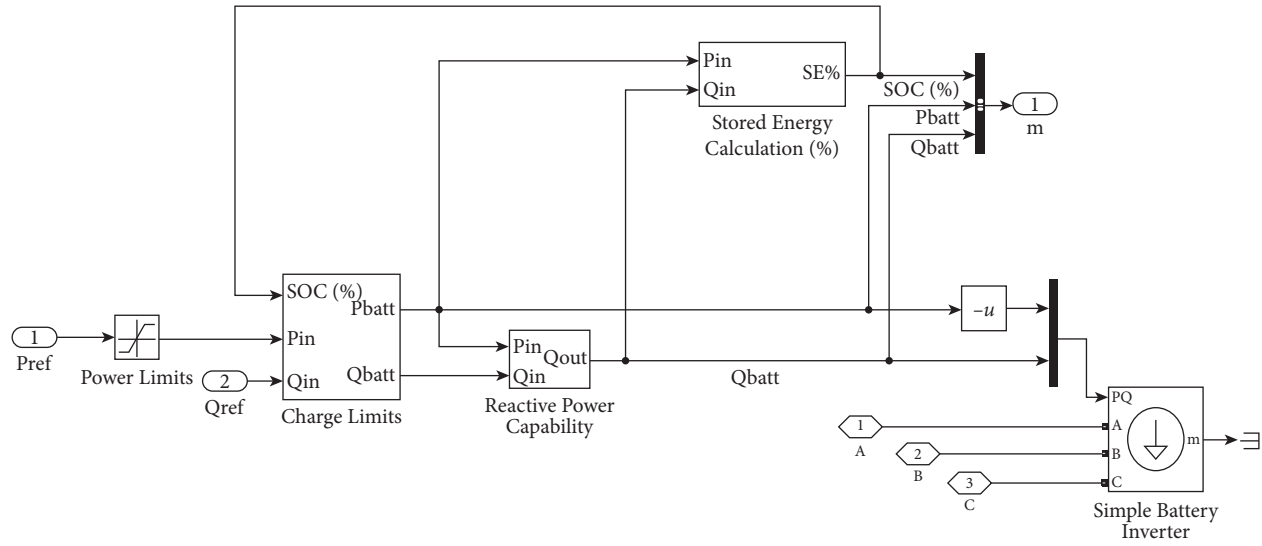 Pin
Qin
SE%
Stored Energy
Calculation (%)
SOC (%)
Pbatt
Qbatt
1
m
1
Pref
Power Limits
2
Qref
SOC (%)
Pin
Qin
Pbatt
Qbatt
Charge Limits
Pin
Qin
Qout
Reactive Power
Capability
Qbatt
–u
1
A
2
B
3
C
PQ
A
B
C
m
Simple Battery
Inverter